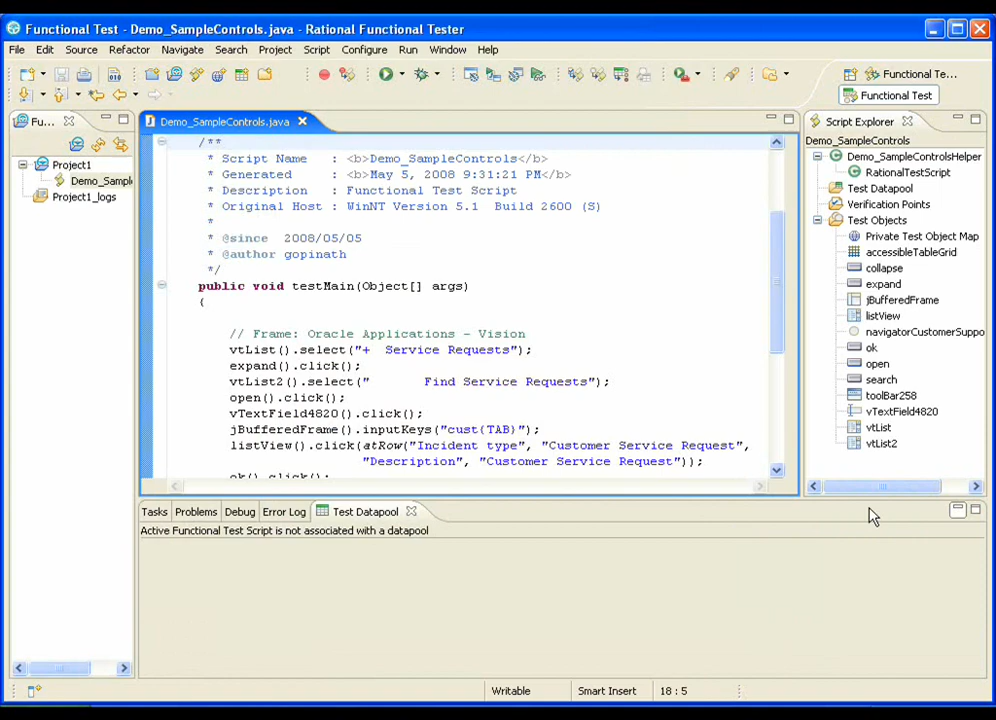 Functional Test - Demo_SampleControls.java - Rational Functional Tester
File Edit Source Refactor Navigate Search Project Script Configure Run Window Help
Functional Te...
Functional Test
Fu...
Project1
Demo_Sampl
Project1_logs
Demo_SampleControls.java
/**
* Script Name : <b>Demo_SampleControls</b>
* Generated : <b>May 5, 2008 9:31:21 PM</b>
* Description : Functional Test Script
* Original Host : WinNT Version 5.1 Build 2600 (S)
*
* @since 2008/05/05
* @author gopinath
*/
public void testMain(Object[] args)
{
// Frame: Oracle Applications - Vision
vtList().select("+ Service Requests");
expand().click();
vtList2().select(" Find Service Requests");
open().click();
vTextField4820().click();
jBufferedFrame().inputKeys("cust{TAB}");
listView().click(atRow("Incident type", "Customer Service Request",
"Description", "Customer Service Request"));
ok().click();
Script Explorer
Demo_SampleControls
Demo_SampleControlsHelper
RationalTestScript
Test Datapool
Verification Points
Test Objects
Private Test Object Map
accessibleTableGrid
collapse
expand
jBufferedFrame
listView
navigatorCustomerSuppo
ok
open
search
toolBar258
vTextField4820
vtList
vtList2
Tasks Problems Debug Error Log Test Datapool
Active Functional Test Script is not associated with a datapool
Writable Smart Insert 18 : 5